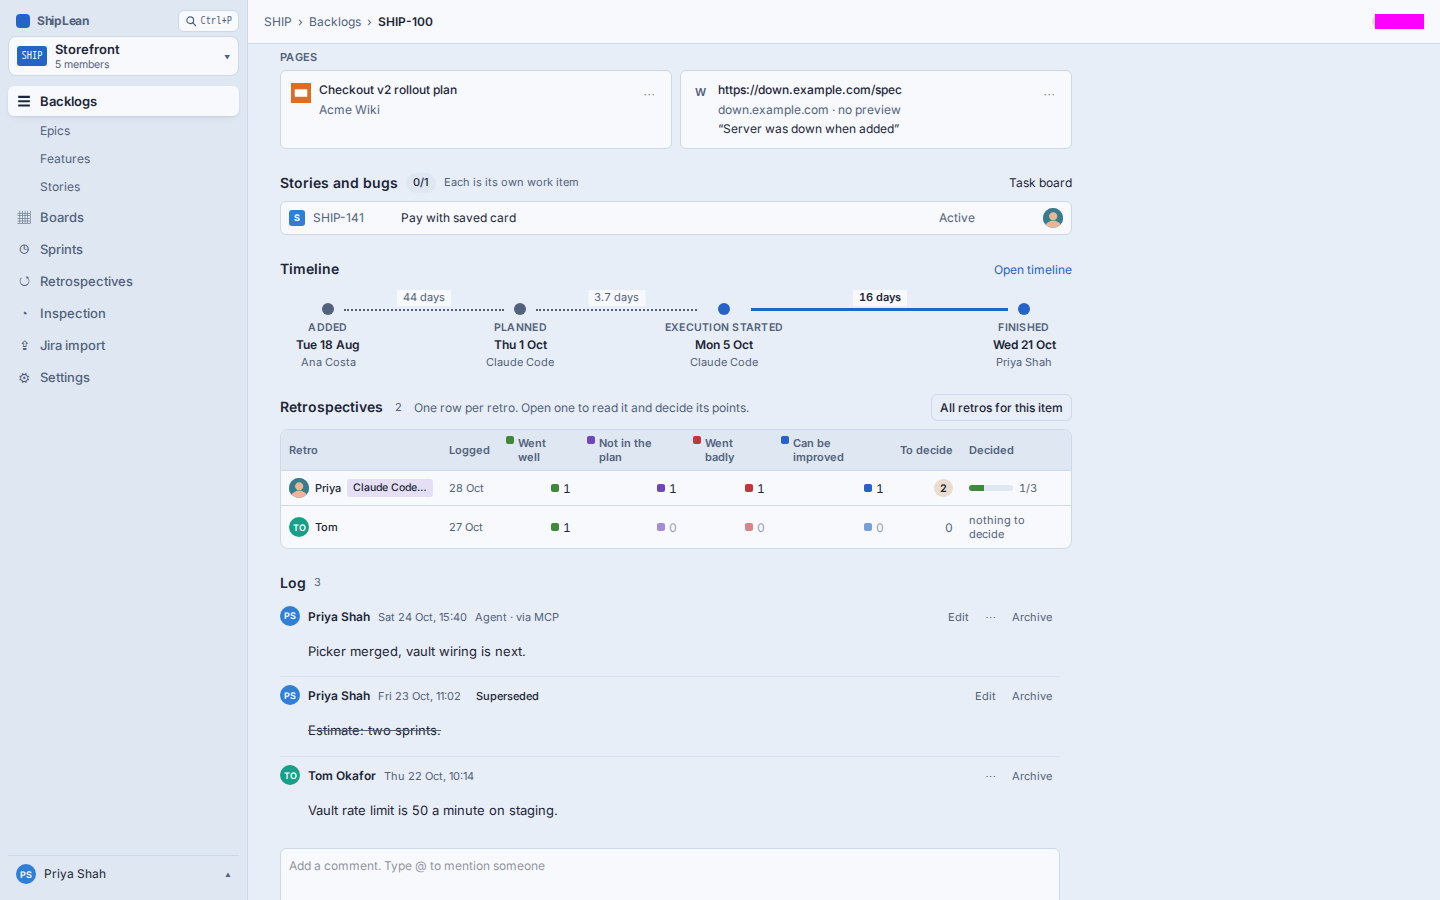 ShipLean
Ctrl+P
SHIP
Storefront
5 members
Backlogs
Epics
Features
Stories
Boards
Sprints
Retrospectives
Inspection
Jira import
Settings
PS Priya Shah
SHIP › Backlogs › SHIP-100
PAGES
Checkout v2 rollout plan
Acme Wiki
W https://down.example.com/spec
down.example.com · no preview
“Server was down when added”
Stories and bugs 0/1 Each is its own work item Task board
S SHIP-141 Pay with saved card Active
Timeline Open timeline
44 days 3.7 days 16 days
ADDED PLANNED EXECUTION STARTED FINISHED
Tue 18 Aug Thu 1 Oct Mon 5 Oct Wed 21 Oct
Ana Costa Claude Code Claude Code Priya Shah
Retrospectives 2 One row per retro. Open one to read it and decide its points. All retros for this item
Retro Logged Went well Not in the plan Went badly Can be improved To decide Decided
Priya Claude Code... 28 Oct 1 1 1 1 2 1/3
TO Tom 27 Oct 1 0 0 0 0 nothing to decide
Log 3
PS Priya Shah Sat 24 Oct, 15:40 Agent · via MCP Edit ... Archive
Picker merged, vault wiring is next.
PS Priya Shah Fri 23 Oct, 11:02 Superseded Edit Archive
Estimate: two sprints.
TO Tom Okafor Thu 22 Oct, 10:14 ... Archive
Vault rate limit is 50 a minute on staging.
Add a comment. Type @ to mention someone